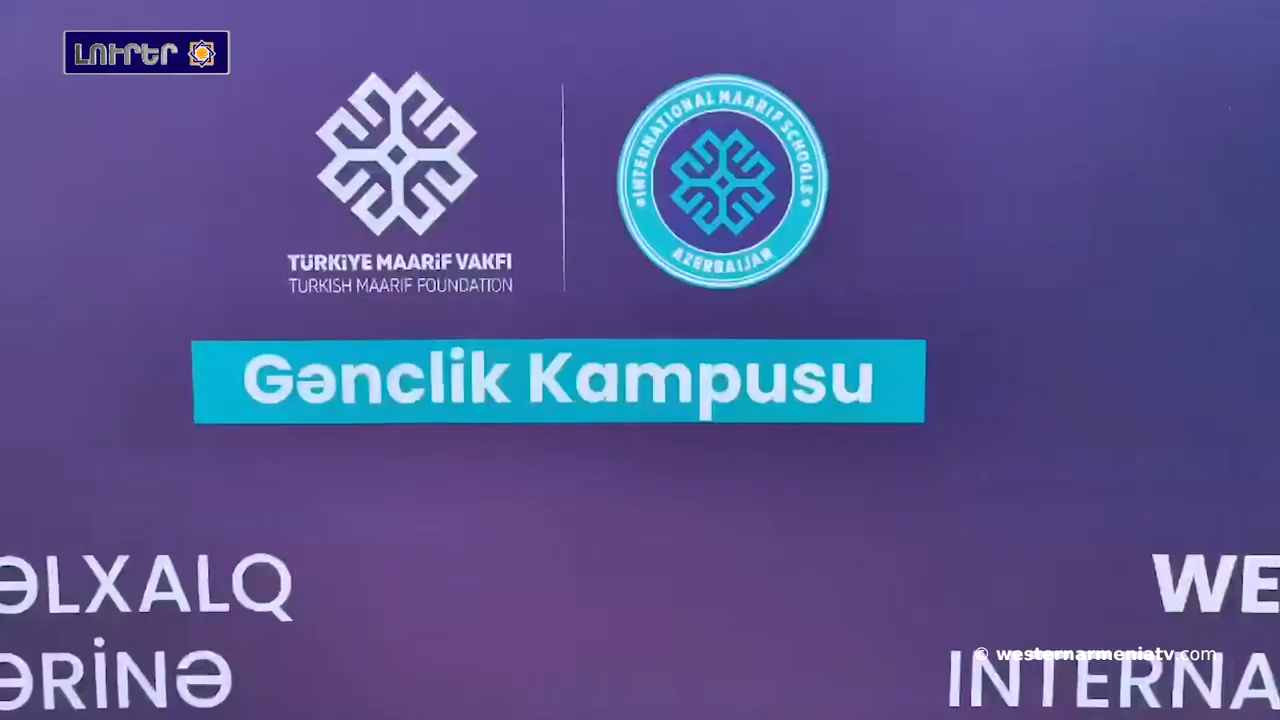 ԼՈՒՐԵՐ
TÜRKİYE MAARİF VAKFI
TURKISH MAARIF FOUNDATION
INTERNATIONAL MAARIF SCHOOLS
AZERBAIJAN
Gənclik Kampusu
ƏLXALQ
ƏRİNƏ
WE
INTERNA
© westernarmeniatv.com